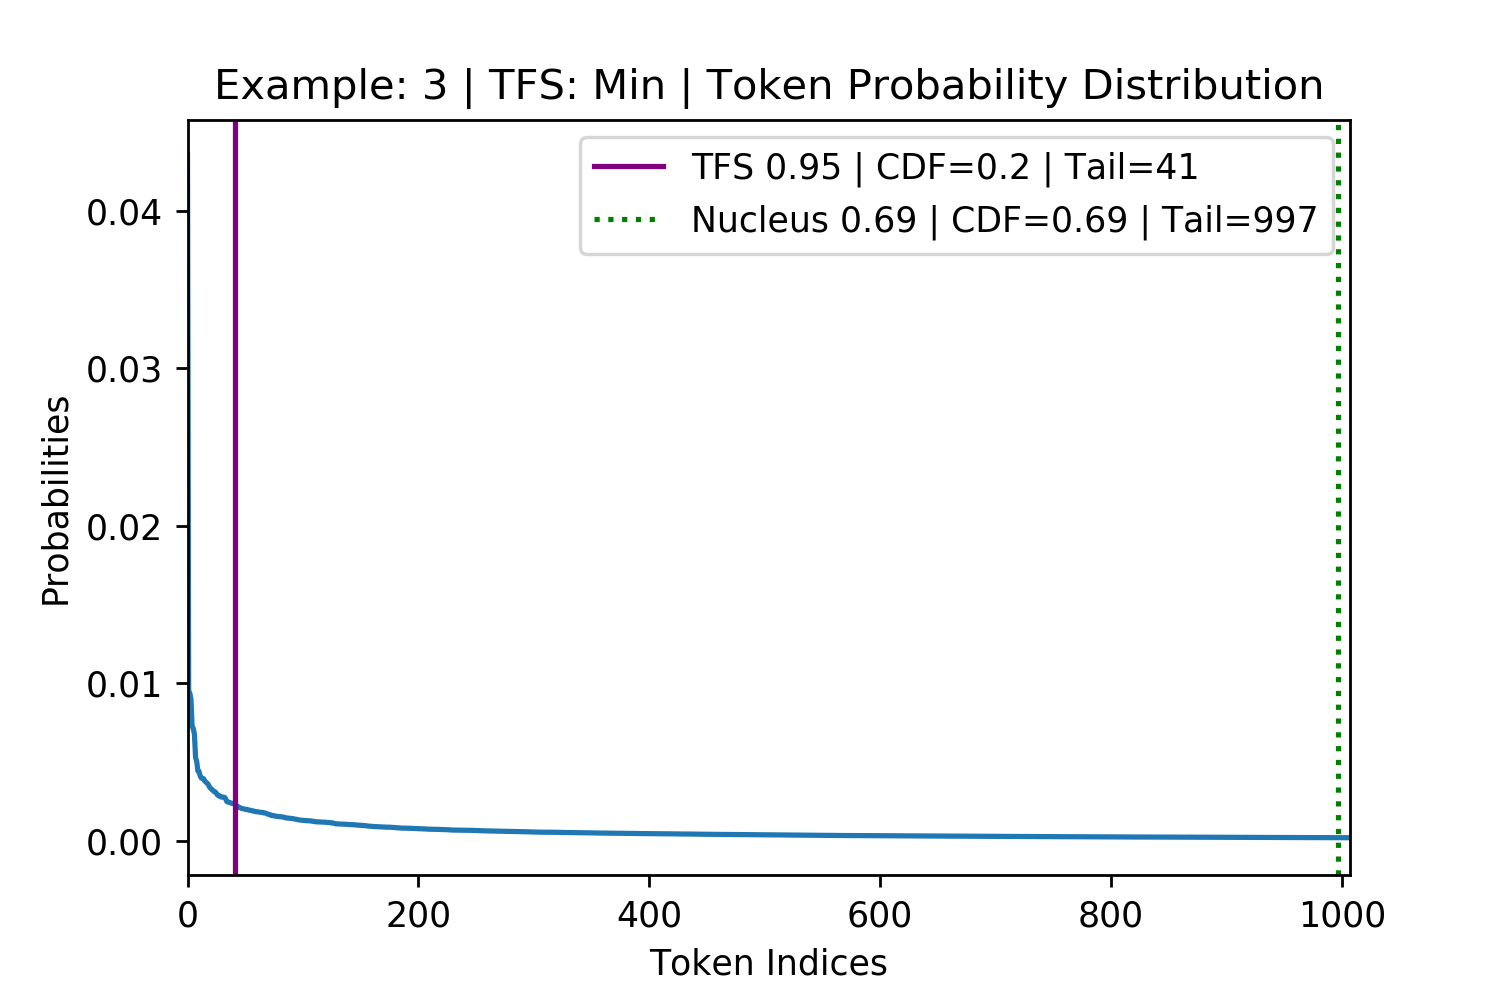 Example: 3 | TFS: Min | Token Probability Distribution
TFS 0.95 | CDF=0.2 | Tail=41
Nucleus 0.69 | CDF=0.69 | Tail=997
Probabilities
0.04
0.03
0.02
0.01
0.00
0 200 400 600 800 1000
Token Indices